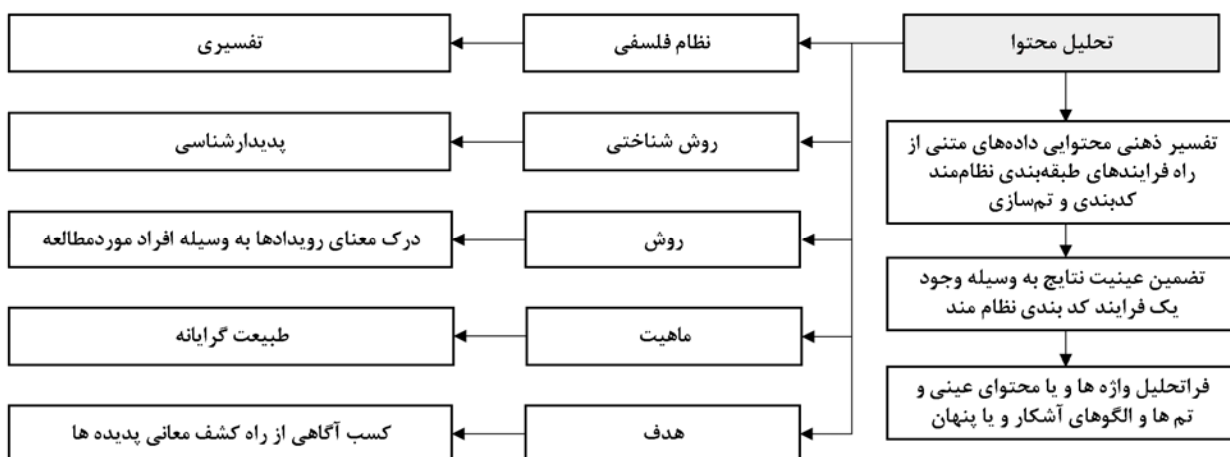 تحلیل محتوا
نظام فلسفی
تفسیری
روش شناختی
پدیدارشناسی
تفسیر ذهنی محتوایی داده‌های متنی از
راه فرایندهای طبقه‌بندی نظام‌مند
کدبندی و تم‌سازی
روش
درک معنای رویدادها به وسیله افراد موردمطالعه
تضمین عینیت نتایج به وسیله وجود
یک فرایند کد بندی نظام مند
ماهیت
طبیعت گرایانه
فراتحلیل واژه ها و یا محتوای عینی و
تم ها و الگوهای آشکار و یا پنهان
هدف
کسب آگاهی از راه کشف معانی پدیده ها